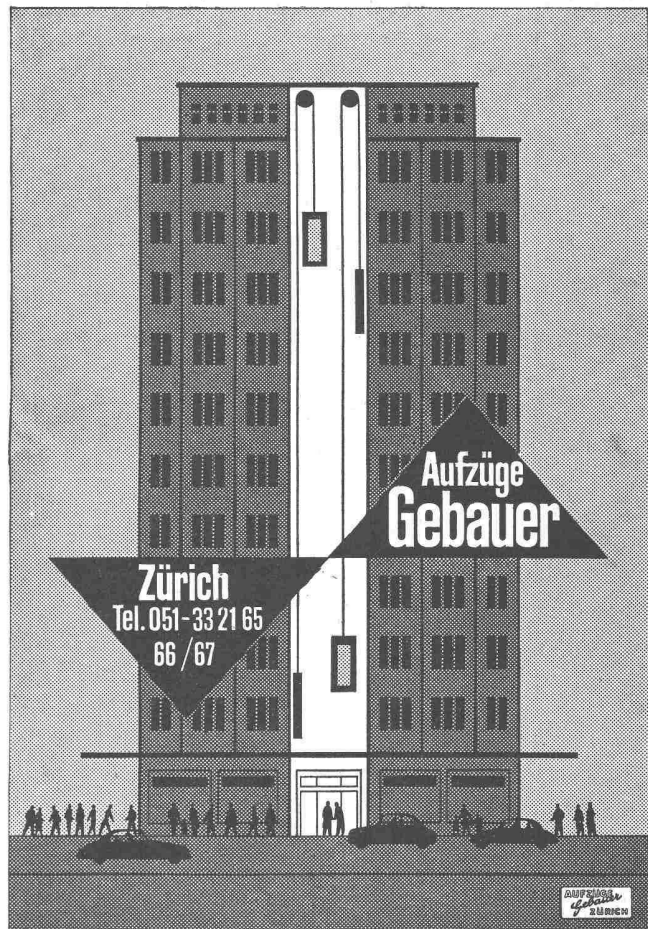 Aufzüge
Gebauer
Zürich
Tel. 051-33 21 65
66/67
AUFZÜGE
Gebauer
ZÜRICH